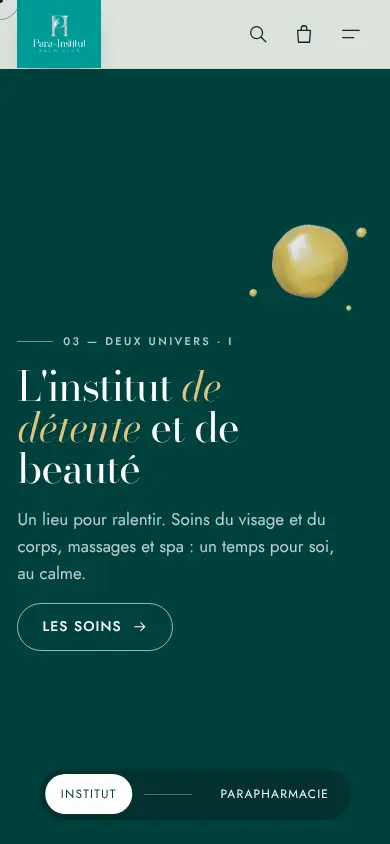 Para-Institut
03 — DEUX UNIVERS · I
L'institut de
détente et de
beauté
Un lieu pour ralentir. Soins du visage et du
corps, massages et spa : un temps pour soi,
au calme.
LES SOINS →
INSTITUT
PARAPHARMACIE